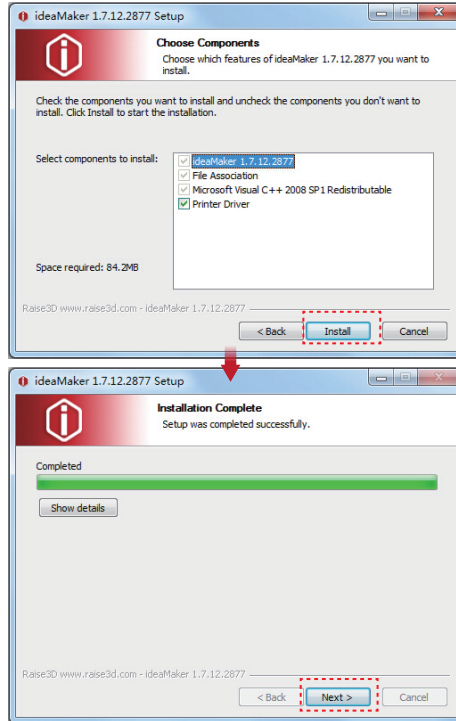 ideaMaker 1.7.12.2877 Setup
Choose Components
Choose which features of ideaMaker 1.7.12.2877 you want to
install.
Check the components you want to install and uncheck the components you don't want to
install. Click Install to start the installation.
Select components to install:
ideaMaker 1.7.12.2877
File Association
Microsoft Visual C++ 2008 SP1 Redistributable
Printer Driver
Space required: 84.2MB
Raise3D www.raise3d.com - ideaMaker 1.7.12.2877
< Back Install Cancel
ideaMaker 1.7.12.2877 Setup
Installation Complete
Setup was completed successfully.
Completed
Show details
Raise3D www.raise3d.com - ideaMaker 1.7.12.2877
< Back Next > Cancel